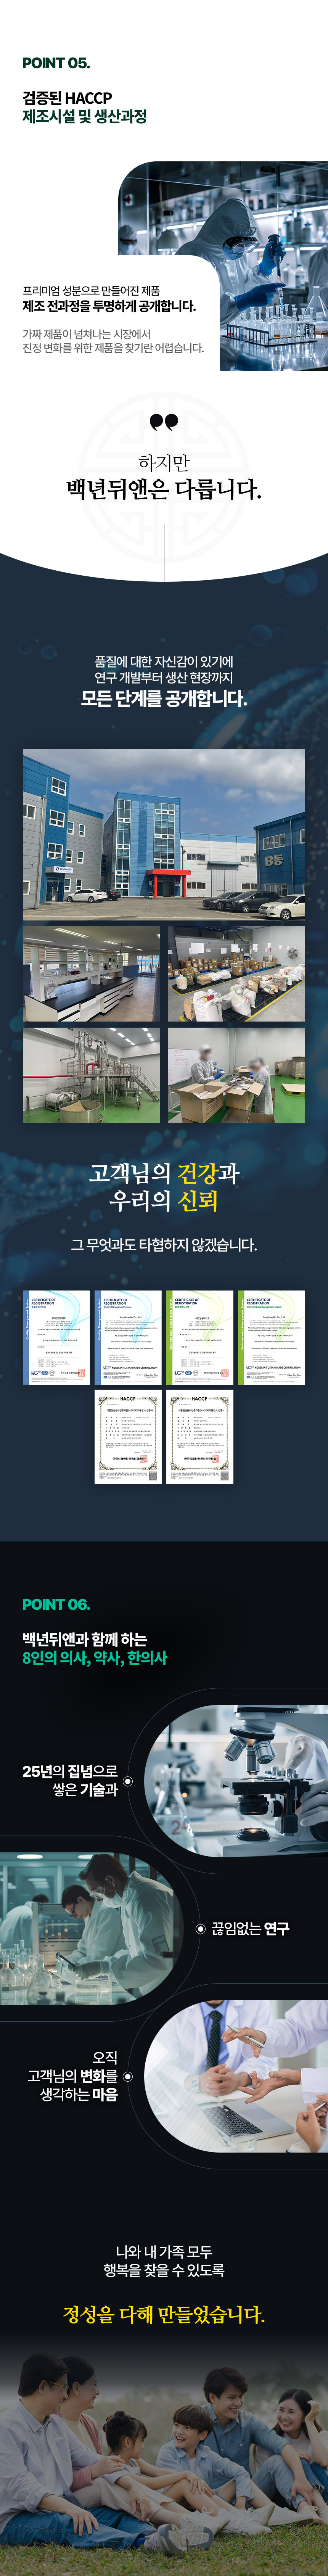 POINT 05.
검증된 HACCP
제조시설 및 생산과정
프리미엄 성분으로 만들어진 제품
제조 전과정을 투명하게 공개합니다.
가짜 제품이 넘쳐나는 시장에서
진정 변화를 위한 제품을 찾기란 어렵습니다.
하지만
백년뒤앤은 다릅니다.
품질에 대한 자신감이 있기에
연구 개발부터 생산 현장까지
모든 단계를 공개합니다.
B동
고객님의 건강과
우리의 신뢰
그 무엇과도 타협하지 않겠습니다.
CERTIFICATE OF
REGISTRATION
CERTIFICATE OF
REGISTRATION
CERTIFICATE OF
REGISTRATION
CERTIFICATE OF
REGISTRATION
HACCP
HACCP
POINT 06.
백년뒤앤과 함께 하는
8인의 의사, 약사, 한의사
25년의 집념으로
쌓은 기술과
끊임없는 연구
오직
고객님의 변화를
생각하는 마음
나와 내 가족 모두
행복을 찾을 수 있도록
정성을 다해 만들었습니다.